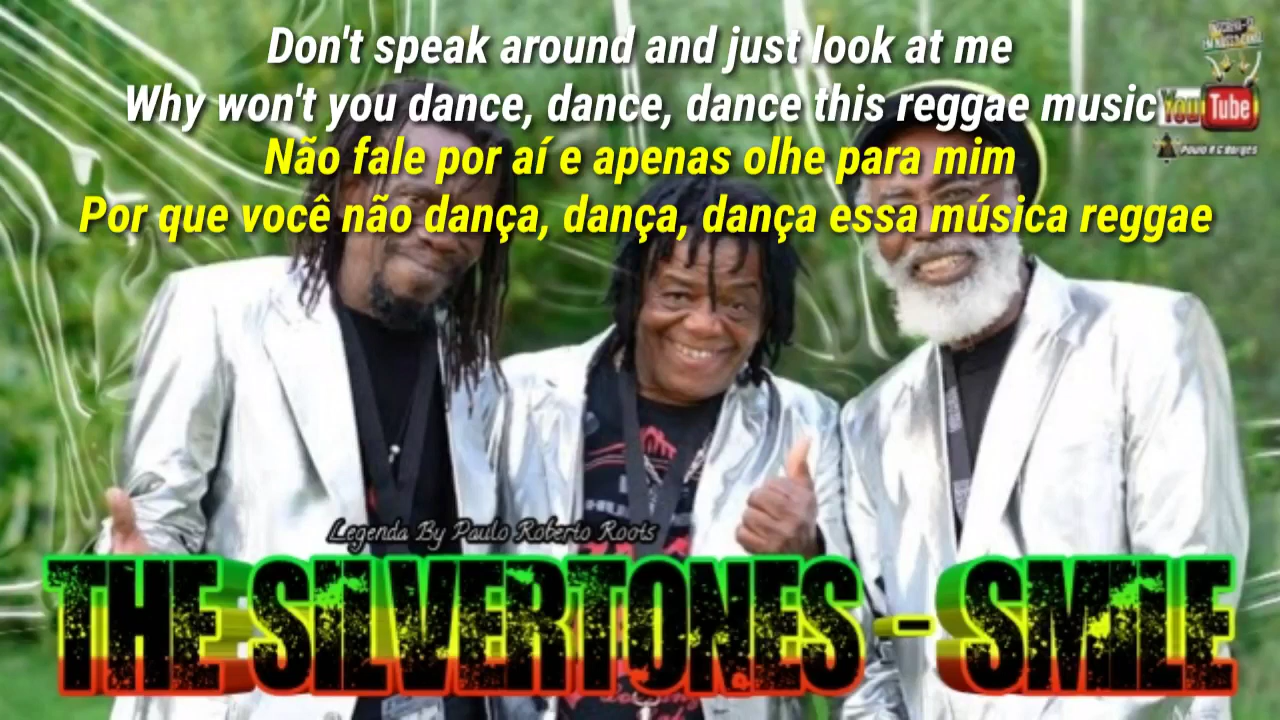 Don't speak around and just look at me
Why won't you dance, dance, dance this reggae music
YouTube
Não fale por aí e apenas olhe para mim
Por que você não dança, dança, dança essa música reggae
Legenda By Paulo Roberto Roots
THE SILVERTONES - SMILE